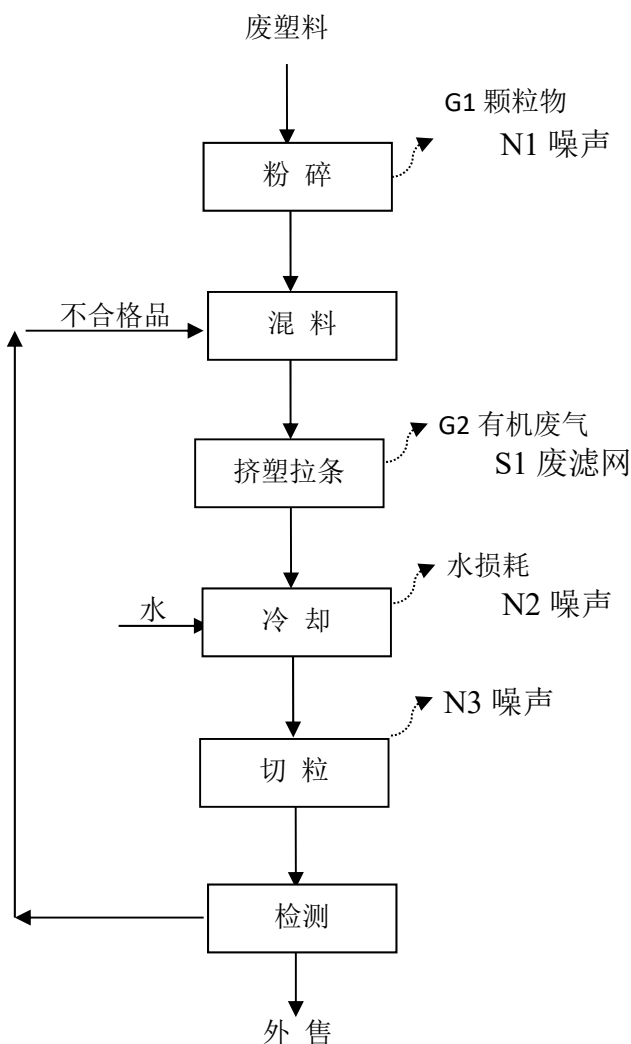 废塑料
G1 颗粒物
N1 噪声
粉 碎
不合格品
混 料
G2 有机废气
S1 废滤网
挤塑拉条
水损耗
N2 噪声
水
冷 却
N3 噪声
切 粒
检测
外 售